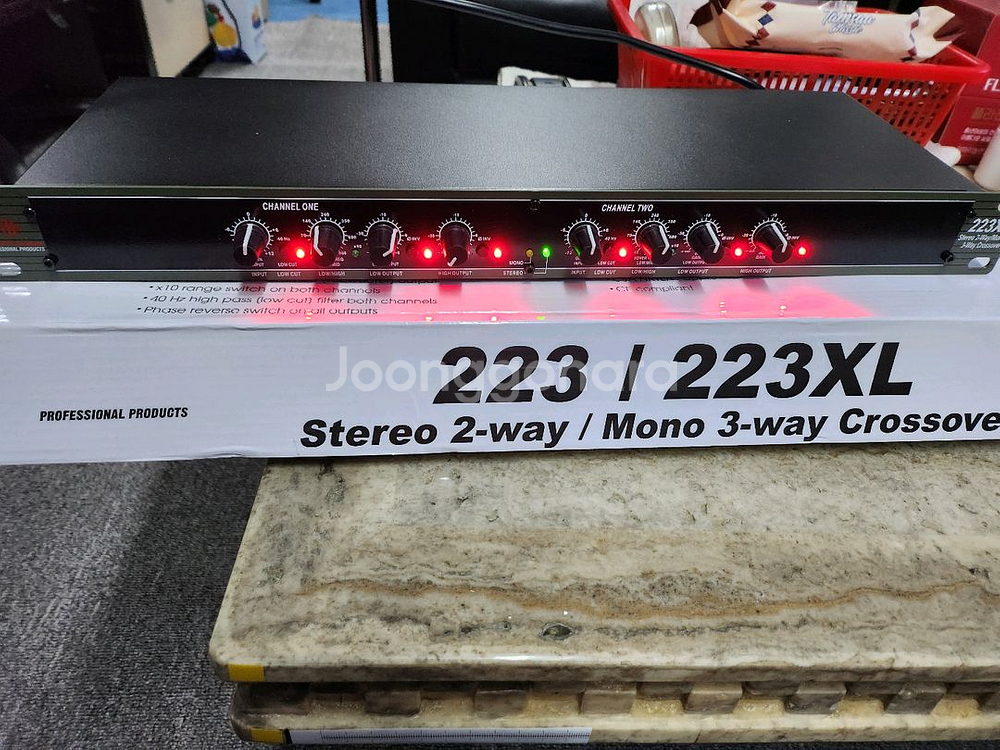 CHANNEL ONE
CHANNEL TWO
INPUT
LOW CUT
LOW/HIGH
LOW OUTPUT
HIGH OUTPUT
MONO
STEREO
INPUT
LOW CUT
LOW/HIGH
LOW OUTPUT
HIGH OUTPUT
223
• x10 range switch on both channels
• 40 Hz high pass (low cut) filter both channels
• Phase reverse switch on all outputs
• CE compliant
Joonggonara
223 / 223XL
PROFESSIONAL PRODUCTS
Stereo 2-way / Mono 3-way Crossove